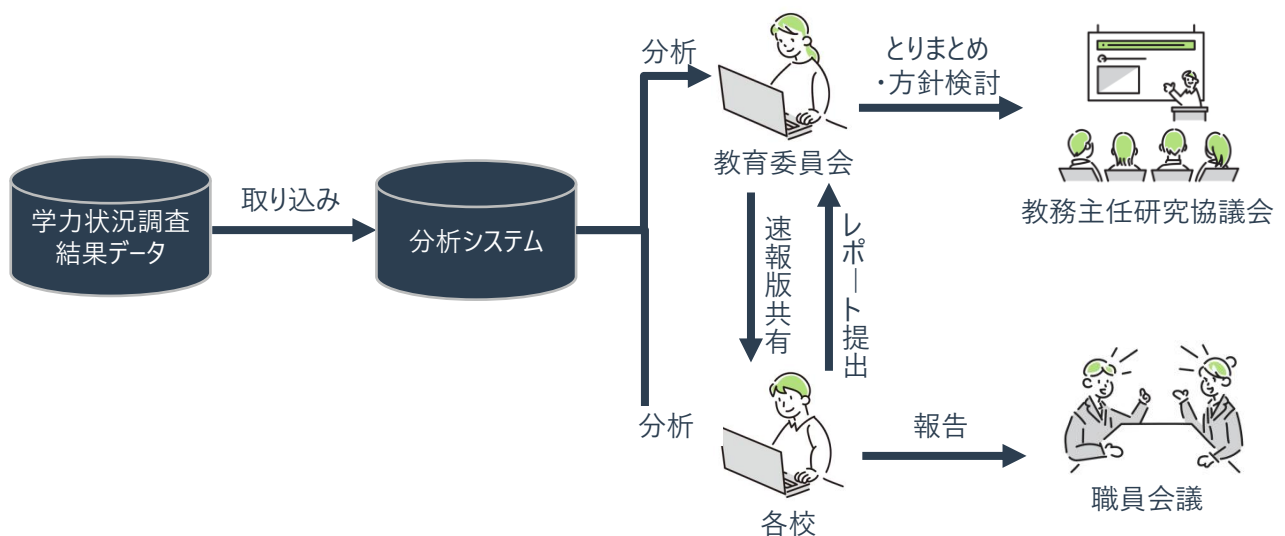 学力状況調査
結果データ
取り込み
分析システム
分析
教育委員会
とりまとめ
・方針検討
教務主任研究協議会
速報版共有
レポート提出
分析
各校
報告
職員会議